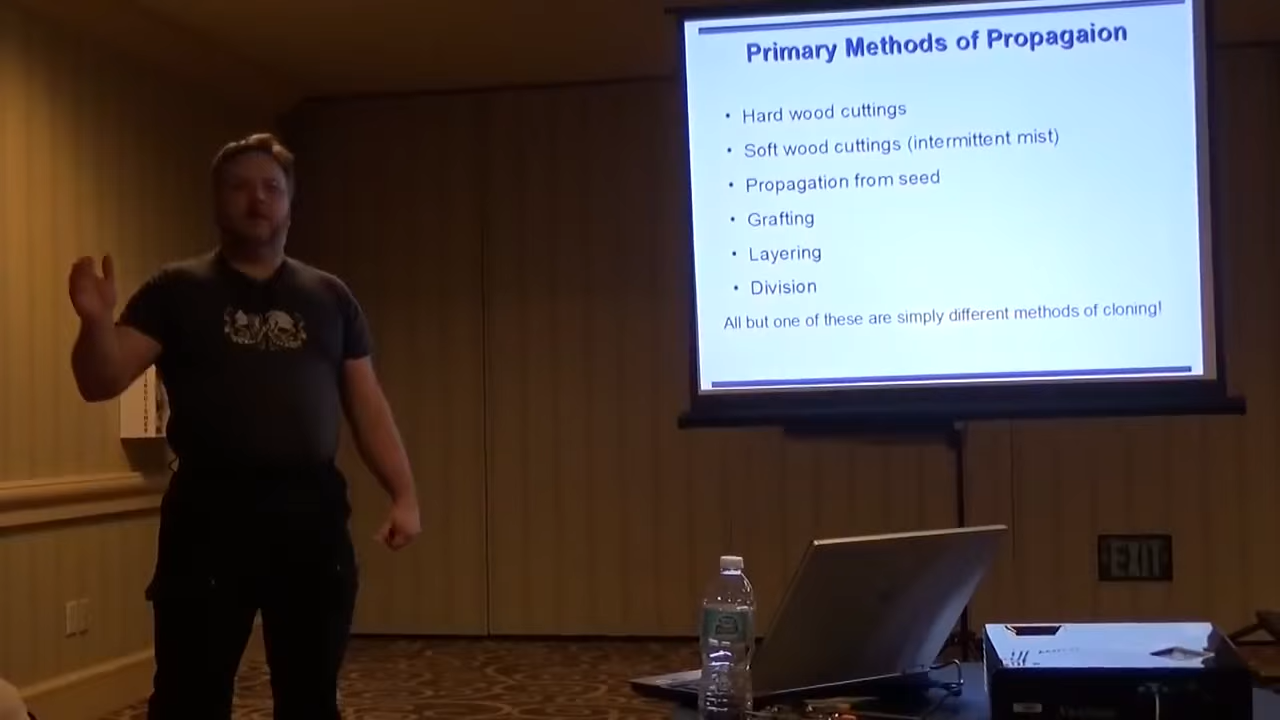 Primary Methods of Propagaion
• Hard wood cuttings
• Soft wood cuttings (intermittent mist)
• Propagation from seed
• Grafting
• Layering
• Division
All but one of these are simply different methods of cloning!
EXIT